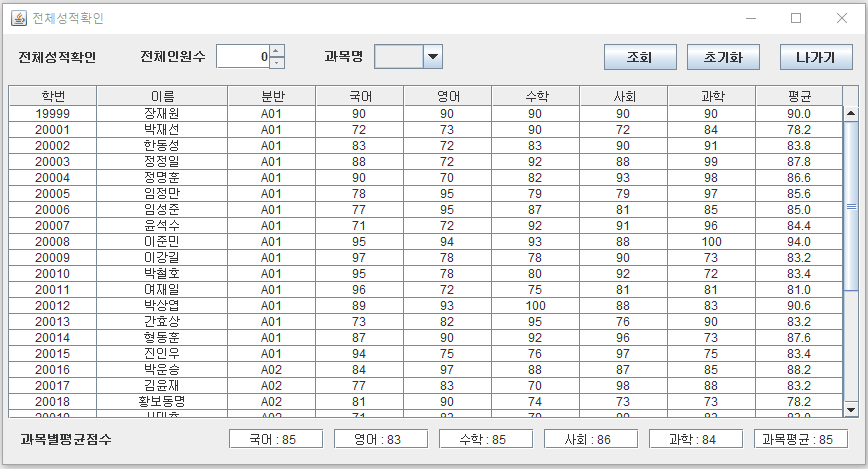 전체성적확인
전체성적확인 전체인원수 0 과목명 조회 초기화 나가기
학번 이름 분반 국어 영어 수학 사회 과학 평균
19999 장재원 A01 90 90 90 90 90 90.0
20001 박재선 A01 72 73 90 72 84 78.2
20002 한동성 A01 83 72 83 90 91 83.8
20003 정정일 A01 88 72 92 88 99 87.8
20004 정명훈 A01 90 70 82 93 98 86.6
20005 임정만 A01 78 95 79 79 97 85.6
20006 임성준 A01 77 95 87 81 85 85.0
20007 윤석수 A01 71 72 92 91 96 84.4
20008 이준민 A01 95 94 93 88 100 94.0
20009 이강길 A01 97 78 78 90 73 83.2
20010 박철호 A01 95 78 80 92 72 83.4
20011 여재일 A01 96 72 75 81 81 81.0
20012 박상엽 A01 89 93 100 88 83 90.6
20013 간효상 A01 73 82 95 76 90 83.2
20014 형동훈 A01 87 90 92 96 73 87.6
20015 진인우 A01 94 75 76 97 75 83.4
20016 박운승 A02 84 97 88 87 85 88.2
20017 김윤재 A02 77 83 70 98 88 83.2
20018 황보동명 A02 81 90 74 73 73 78.2
과목별평균점수 국어 : 85 영어 : 83 수학 : 85 사회 : 86 과학 : 84 과목평균 : 85